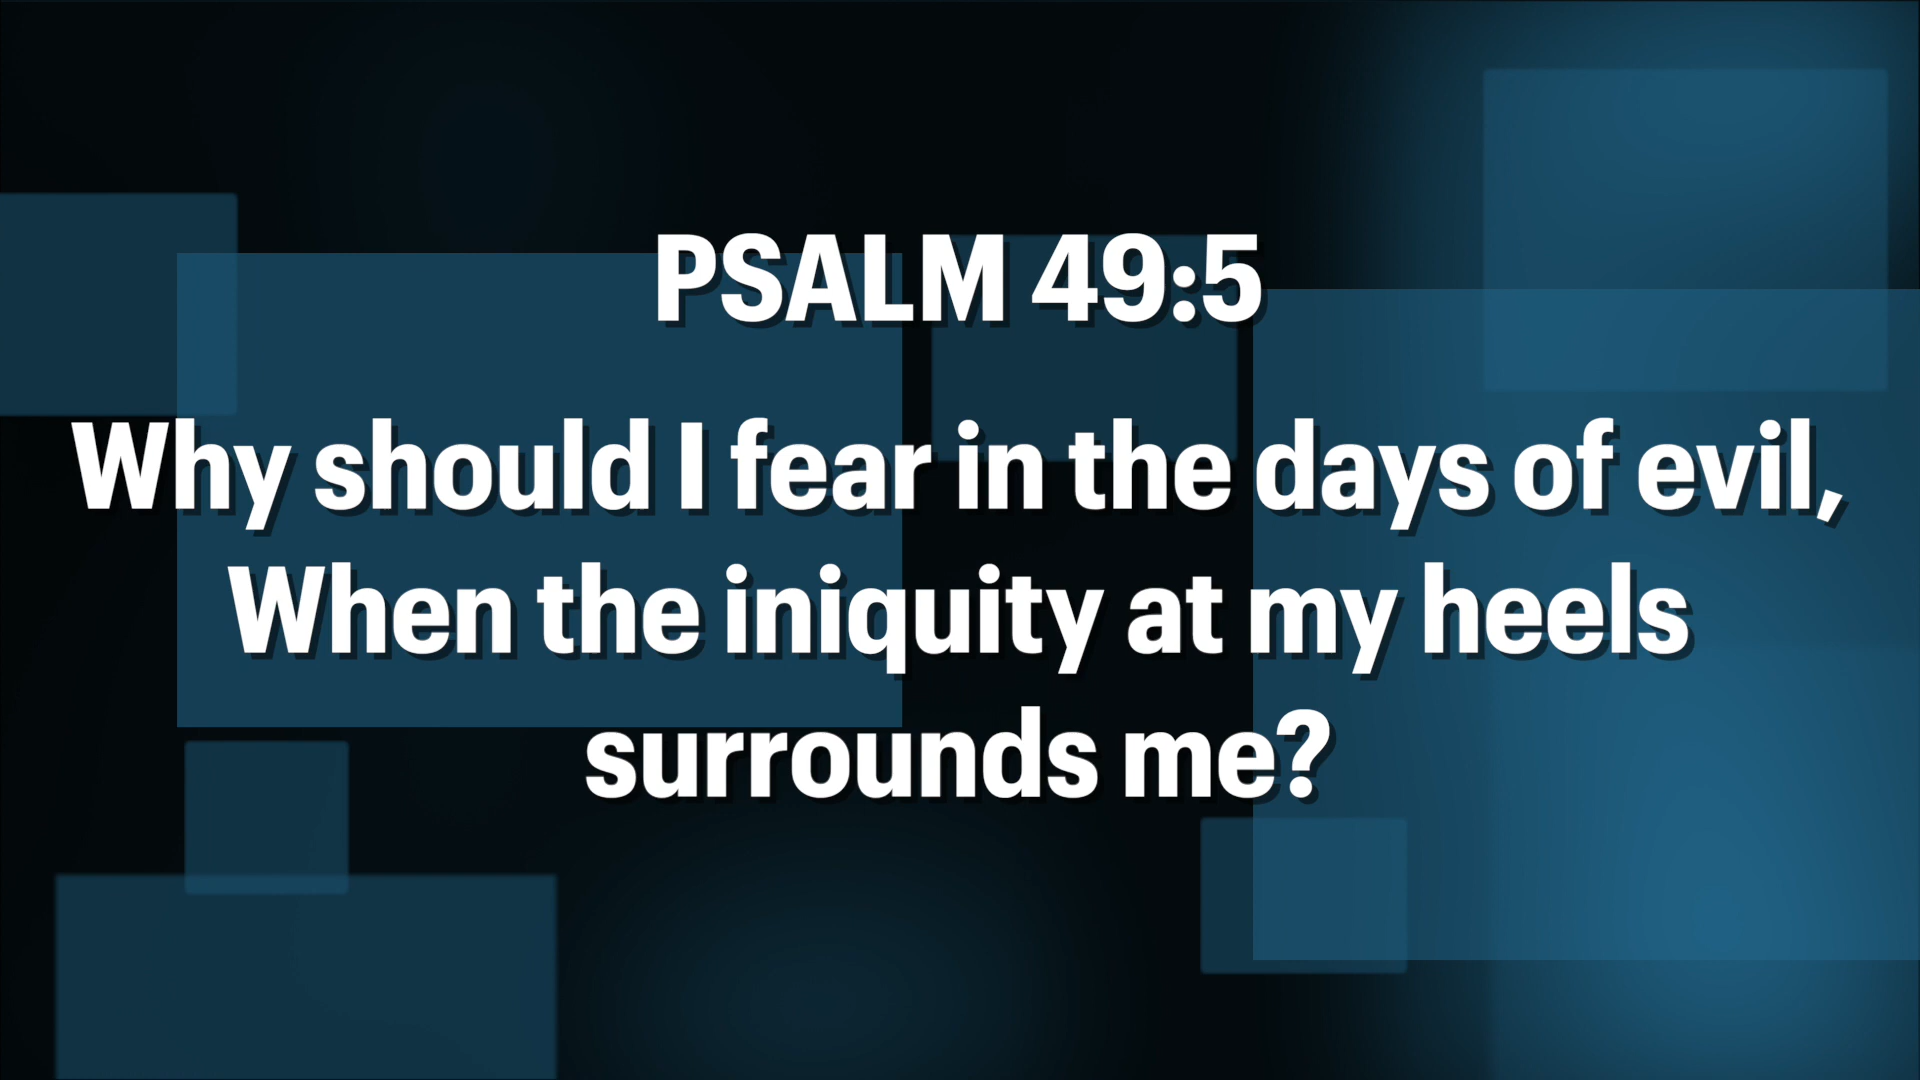 PSALM 49:5
Why should I fear in the days of evil,
When the iniquity at my heels
surrounds me?